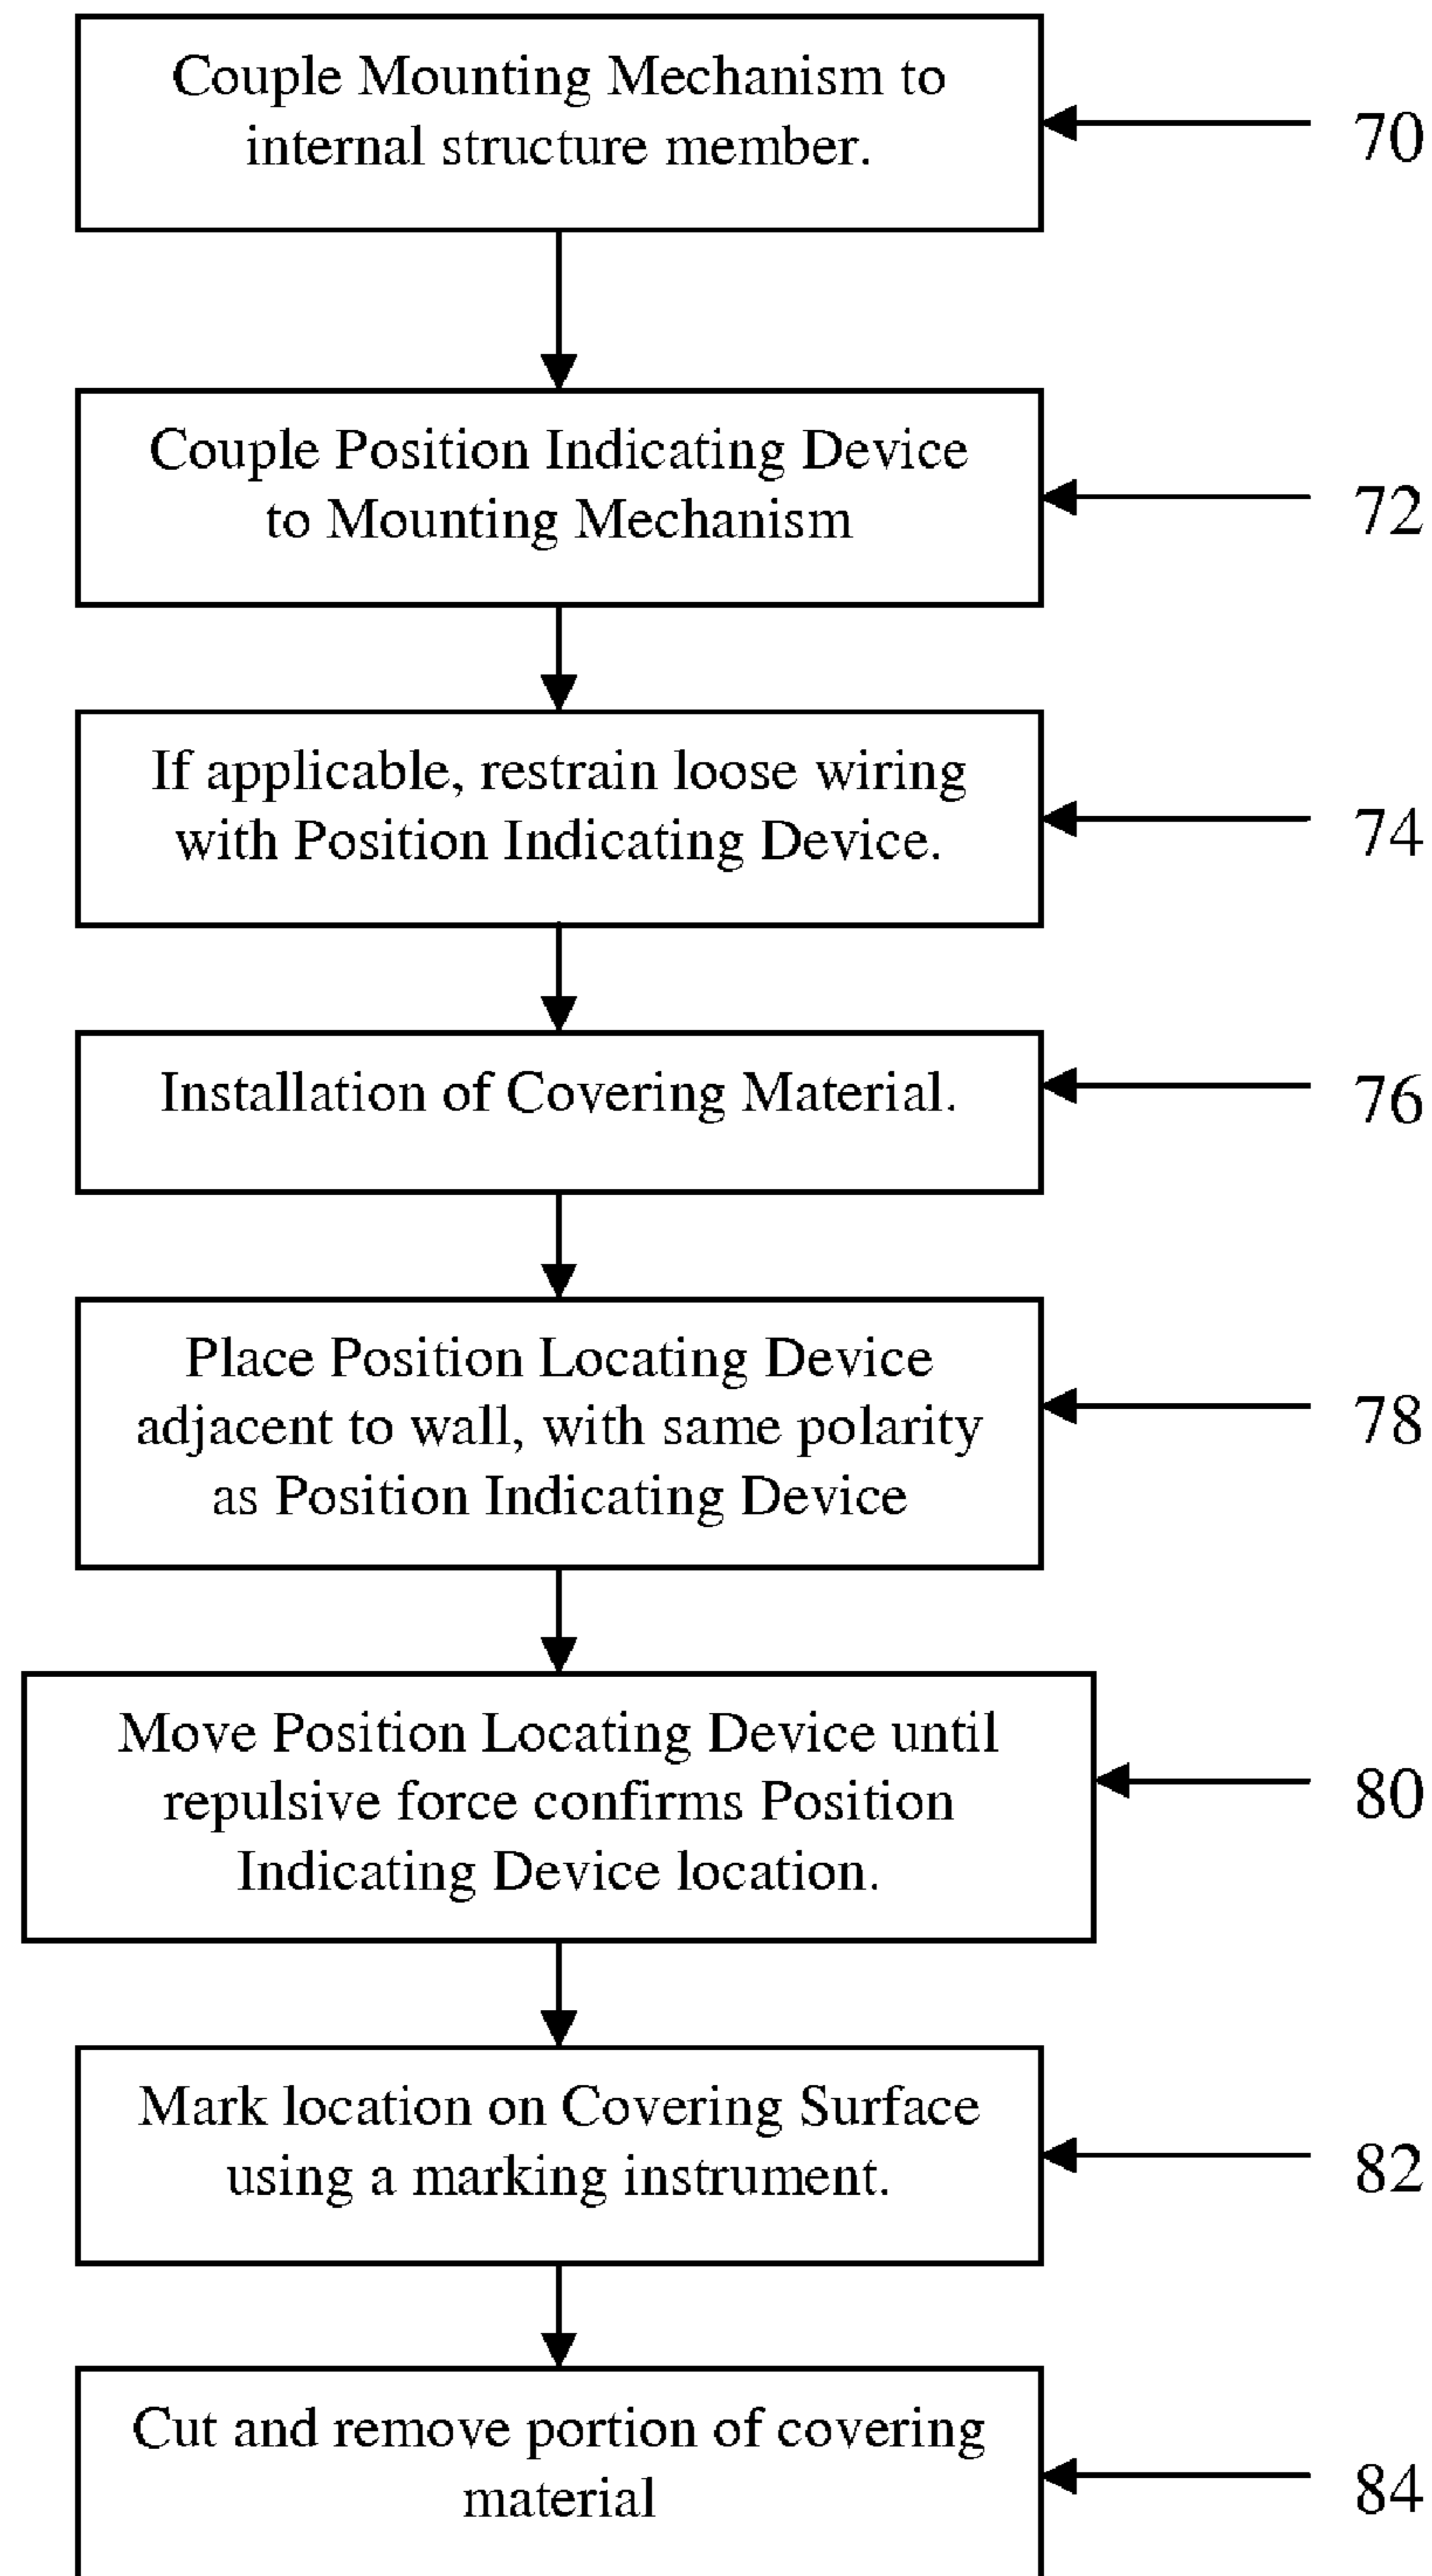 Couple Mounting Mechanism to
internal structure member.
70
Couple Position Indicating Device
to Mounting Mechanism
72
If applicable, restrain loose wiring
with Position Indicating Device.
74
Installation of Covering Material.
76
Place Position Locating Device
adjacent to wall, with same polarity
as Position Indicating Device
78
Move Position Locating Device until
repulsive force confirms Position
Indicating Device location.
80
Mark location on Covering Surface
using a marking instrument.
82
Cut and remove portion of covering
material
84